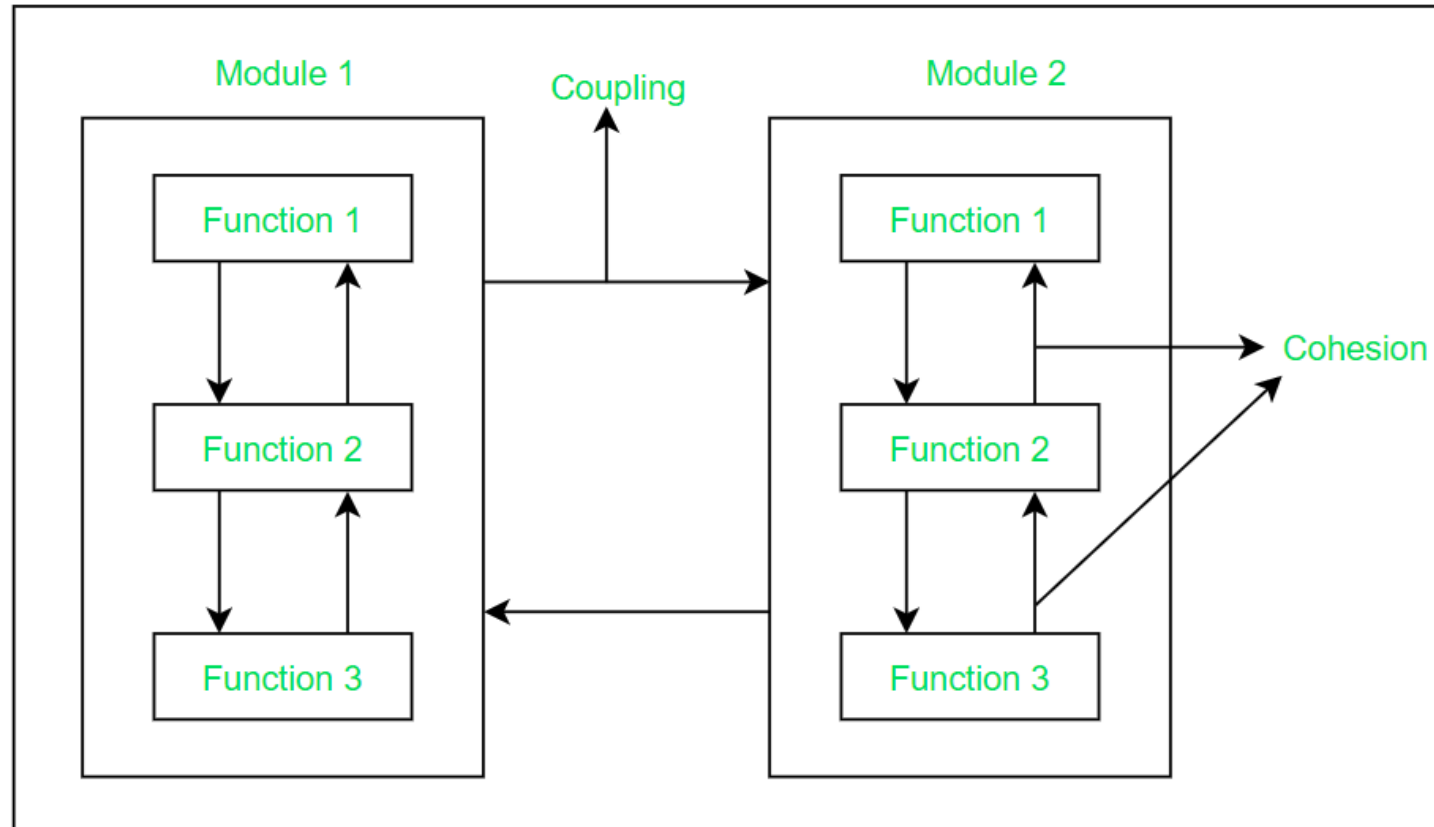 Module 1
Coupling
Module 2
Function 1
Function 1
Cohesion
Function 2
Function 2
Function 3
Function 3